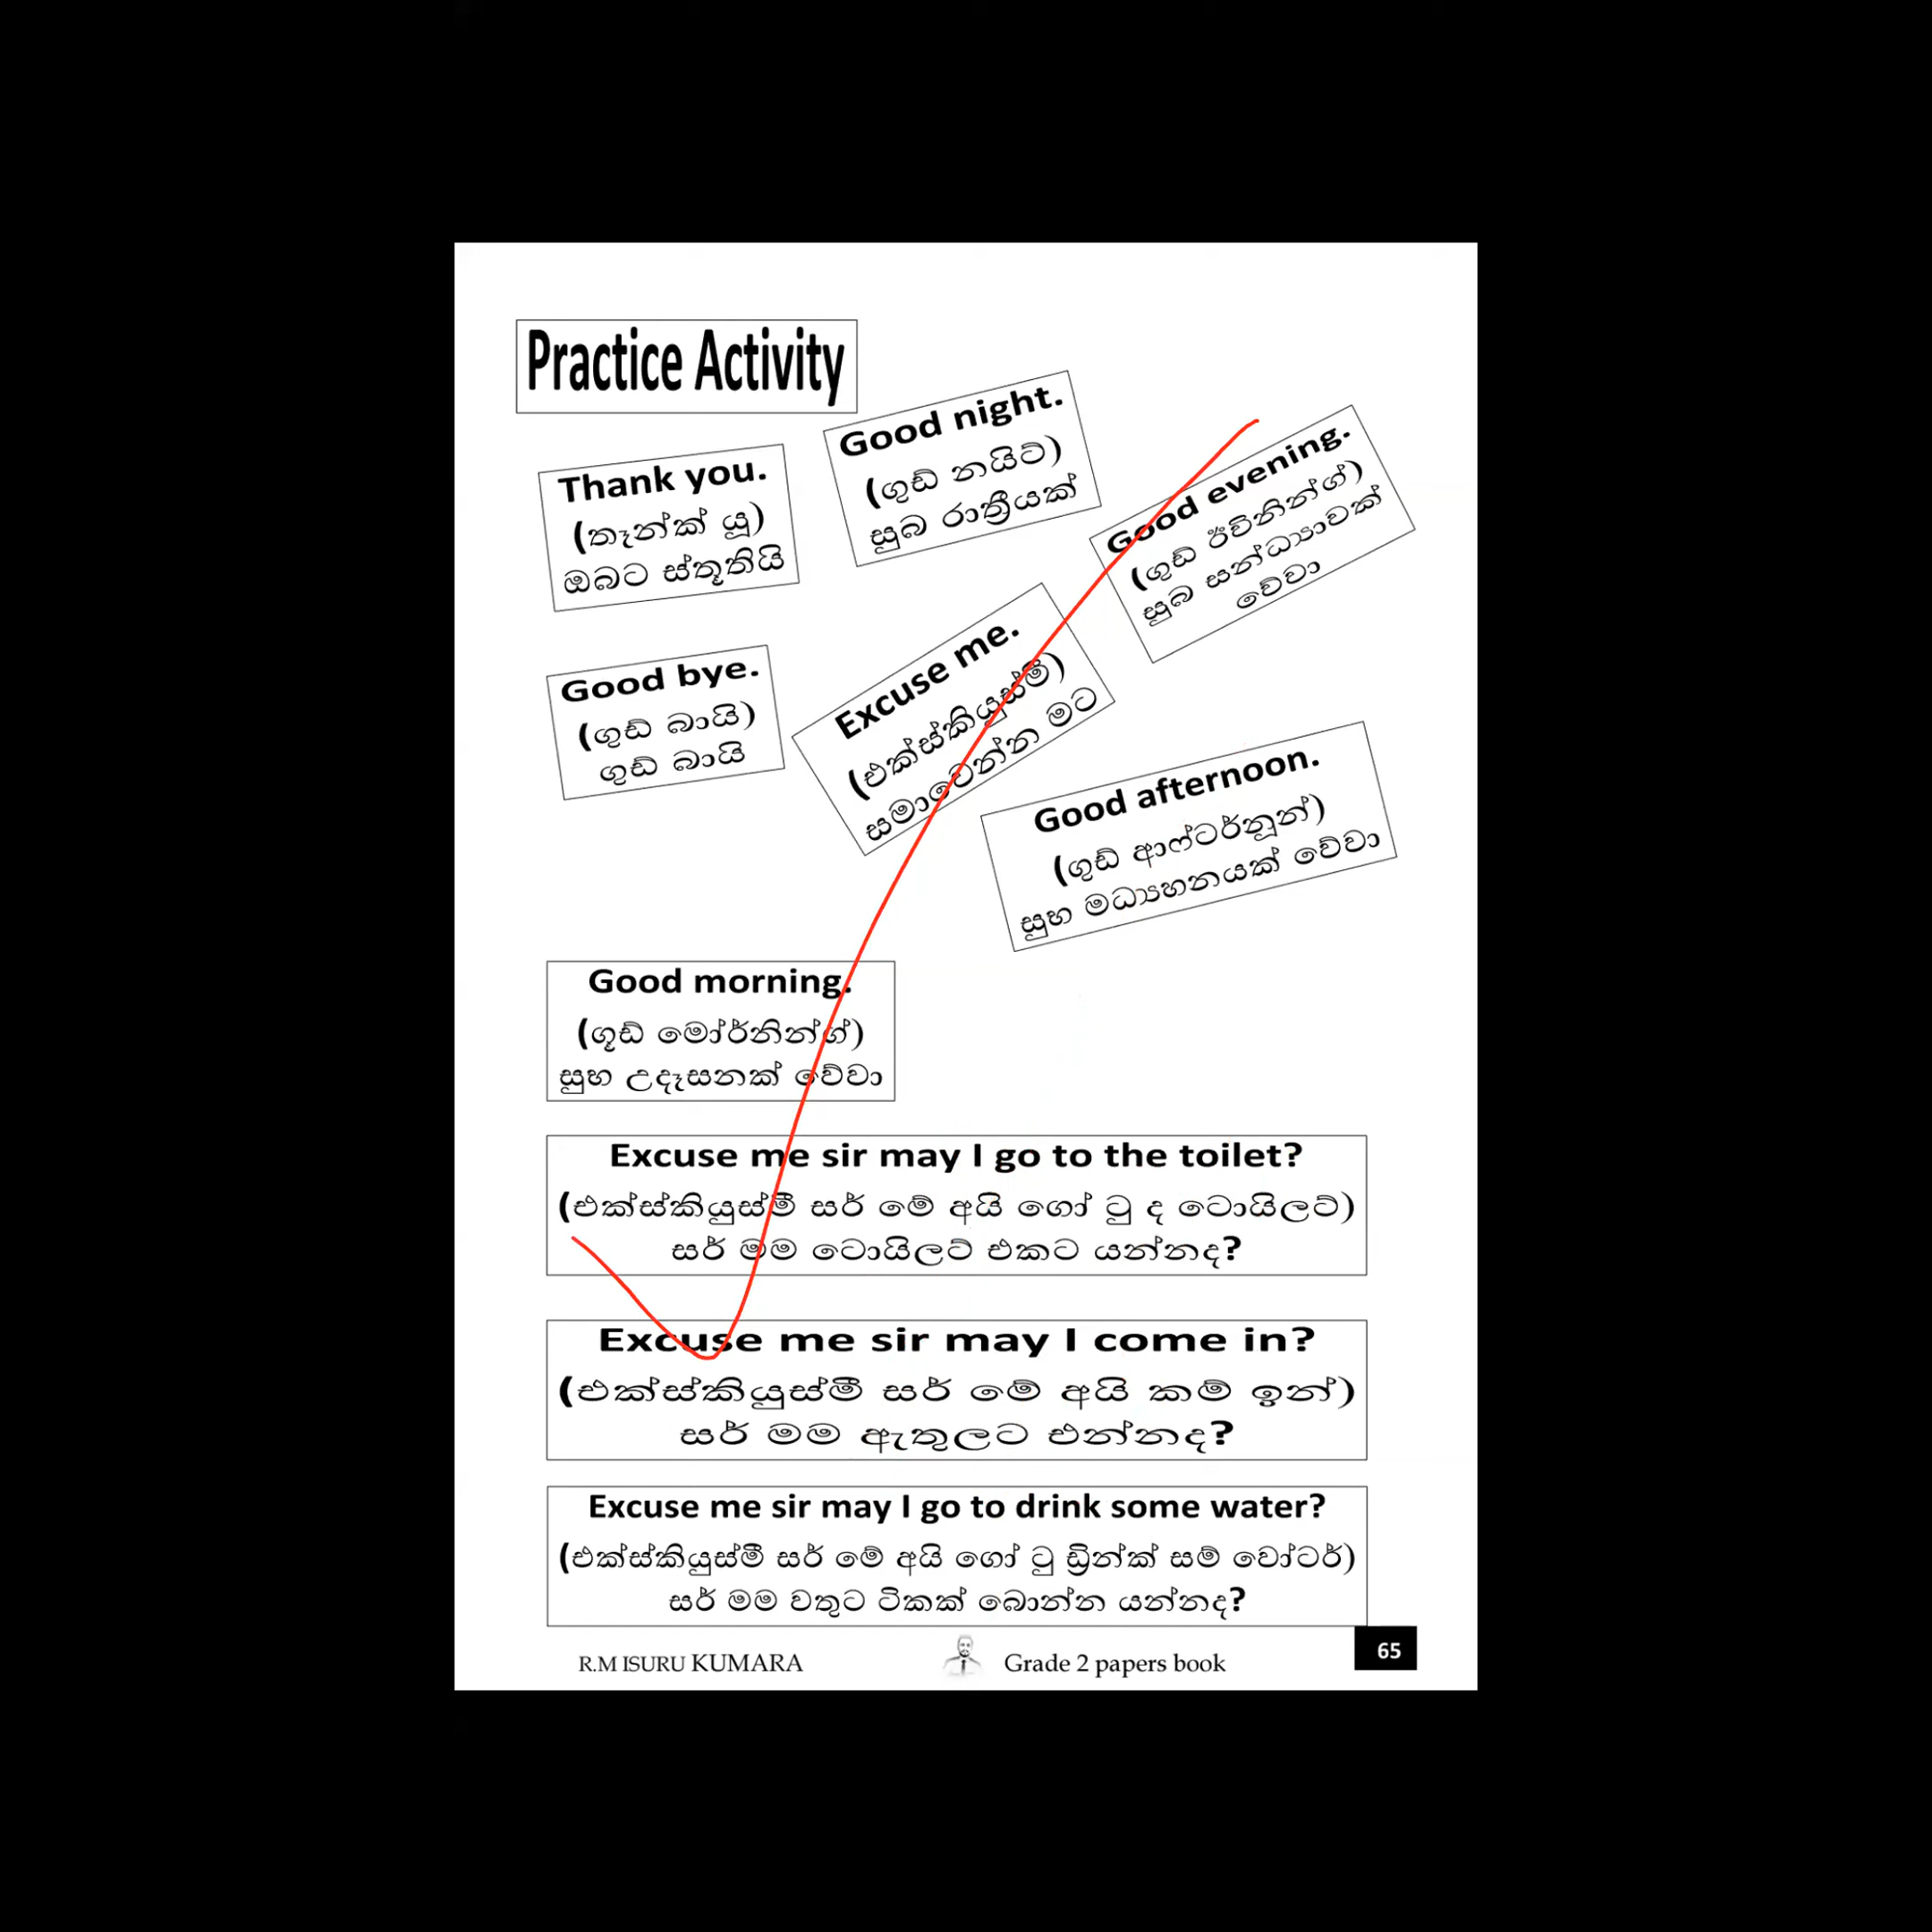 Practice Activity
Good night.
(ගුඩ් නයිට්)
සුබ රාත්‍රියක්
Thank you.
(තෑන්ක් යූ)
ඔබට ස්තූතියි
Good evening.
(ගුඩ් ඊවිනින්ග්)
සුබ සන්ධ්‍යාවක්
වේවා
Good bye.
(ගුඩ් බායි)
ගුඩ් බායි
Excuse me.
(එක්ස්කියුස්මී)
සමාවෙන්න මට
Good afternoon.
(ගුඩ් ආෆ්ටර්නූන්)
සුභ මධ්‍යහනයක් වේවා
Good morning.
(ගූඩ් මෝර්නින්ග්)
සුභ උදෑසනක් වේවා
Excuse me sir may I go to the toilet?
(එක්ස්කියුස්මී සර් මේ අයි ගෝ ටු ද ටොයිලට්)
සර් මම ටොයිලට් එකට යන්නද?
Excuse me sir may I come in?
(එක්ස්කියුස්මී සර් මේ අයි කම් ඉන්)
සර් මම ඇතුලට එන්නද?
Excuse me sir may I go to drink some water?
(එක්ස්කියුස්මී සර් මේ අයි ගෝ ටු ඩ්‍රින්ක් සම් වෝටර්)
සර් මම වතුට ටිකක් බොන්න යන්නද?
R.M ISURU KUMARA Grade 2 papers book 65